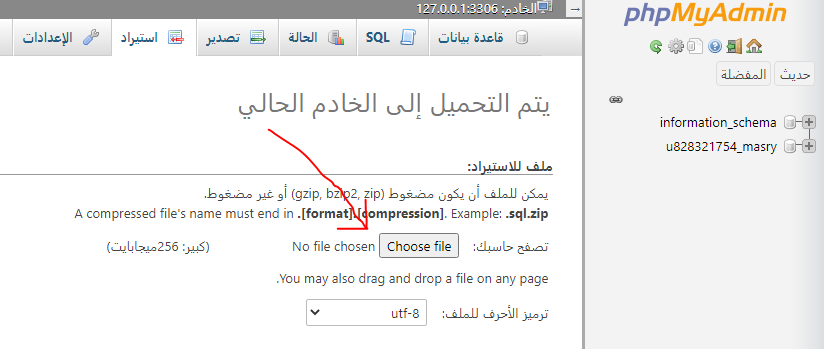 الخادم: 127.0.0.1:3306
phpMyAdmin
قاعدة بيانات
SQL
الحالة
تصدير
استيراد
الإعدادات
حديث
المفضلة
information_schema
u828321754_masry
يتم التحميل إلى الخادم الحالي
ملف للاستيراد:
يمكن للملف أن يكون مضغوط (gzip, bzip2, zip) أو غير مضغوط.
A compressed file's name must end in .[format].[compression]. Example: .sql.zip
تصفح حاسبك: Choose file No file chosen (كبير: 256ميجابايت)
You may also drag and drop a file on any page.
ترميز الأحرف للملف: utf-8